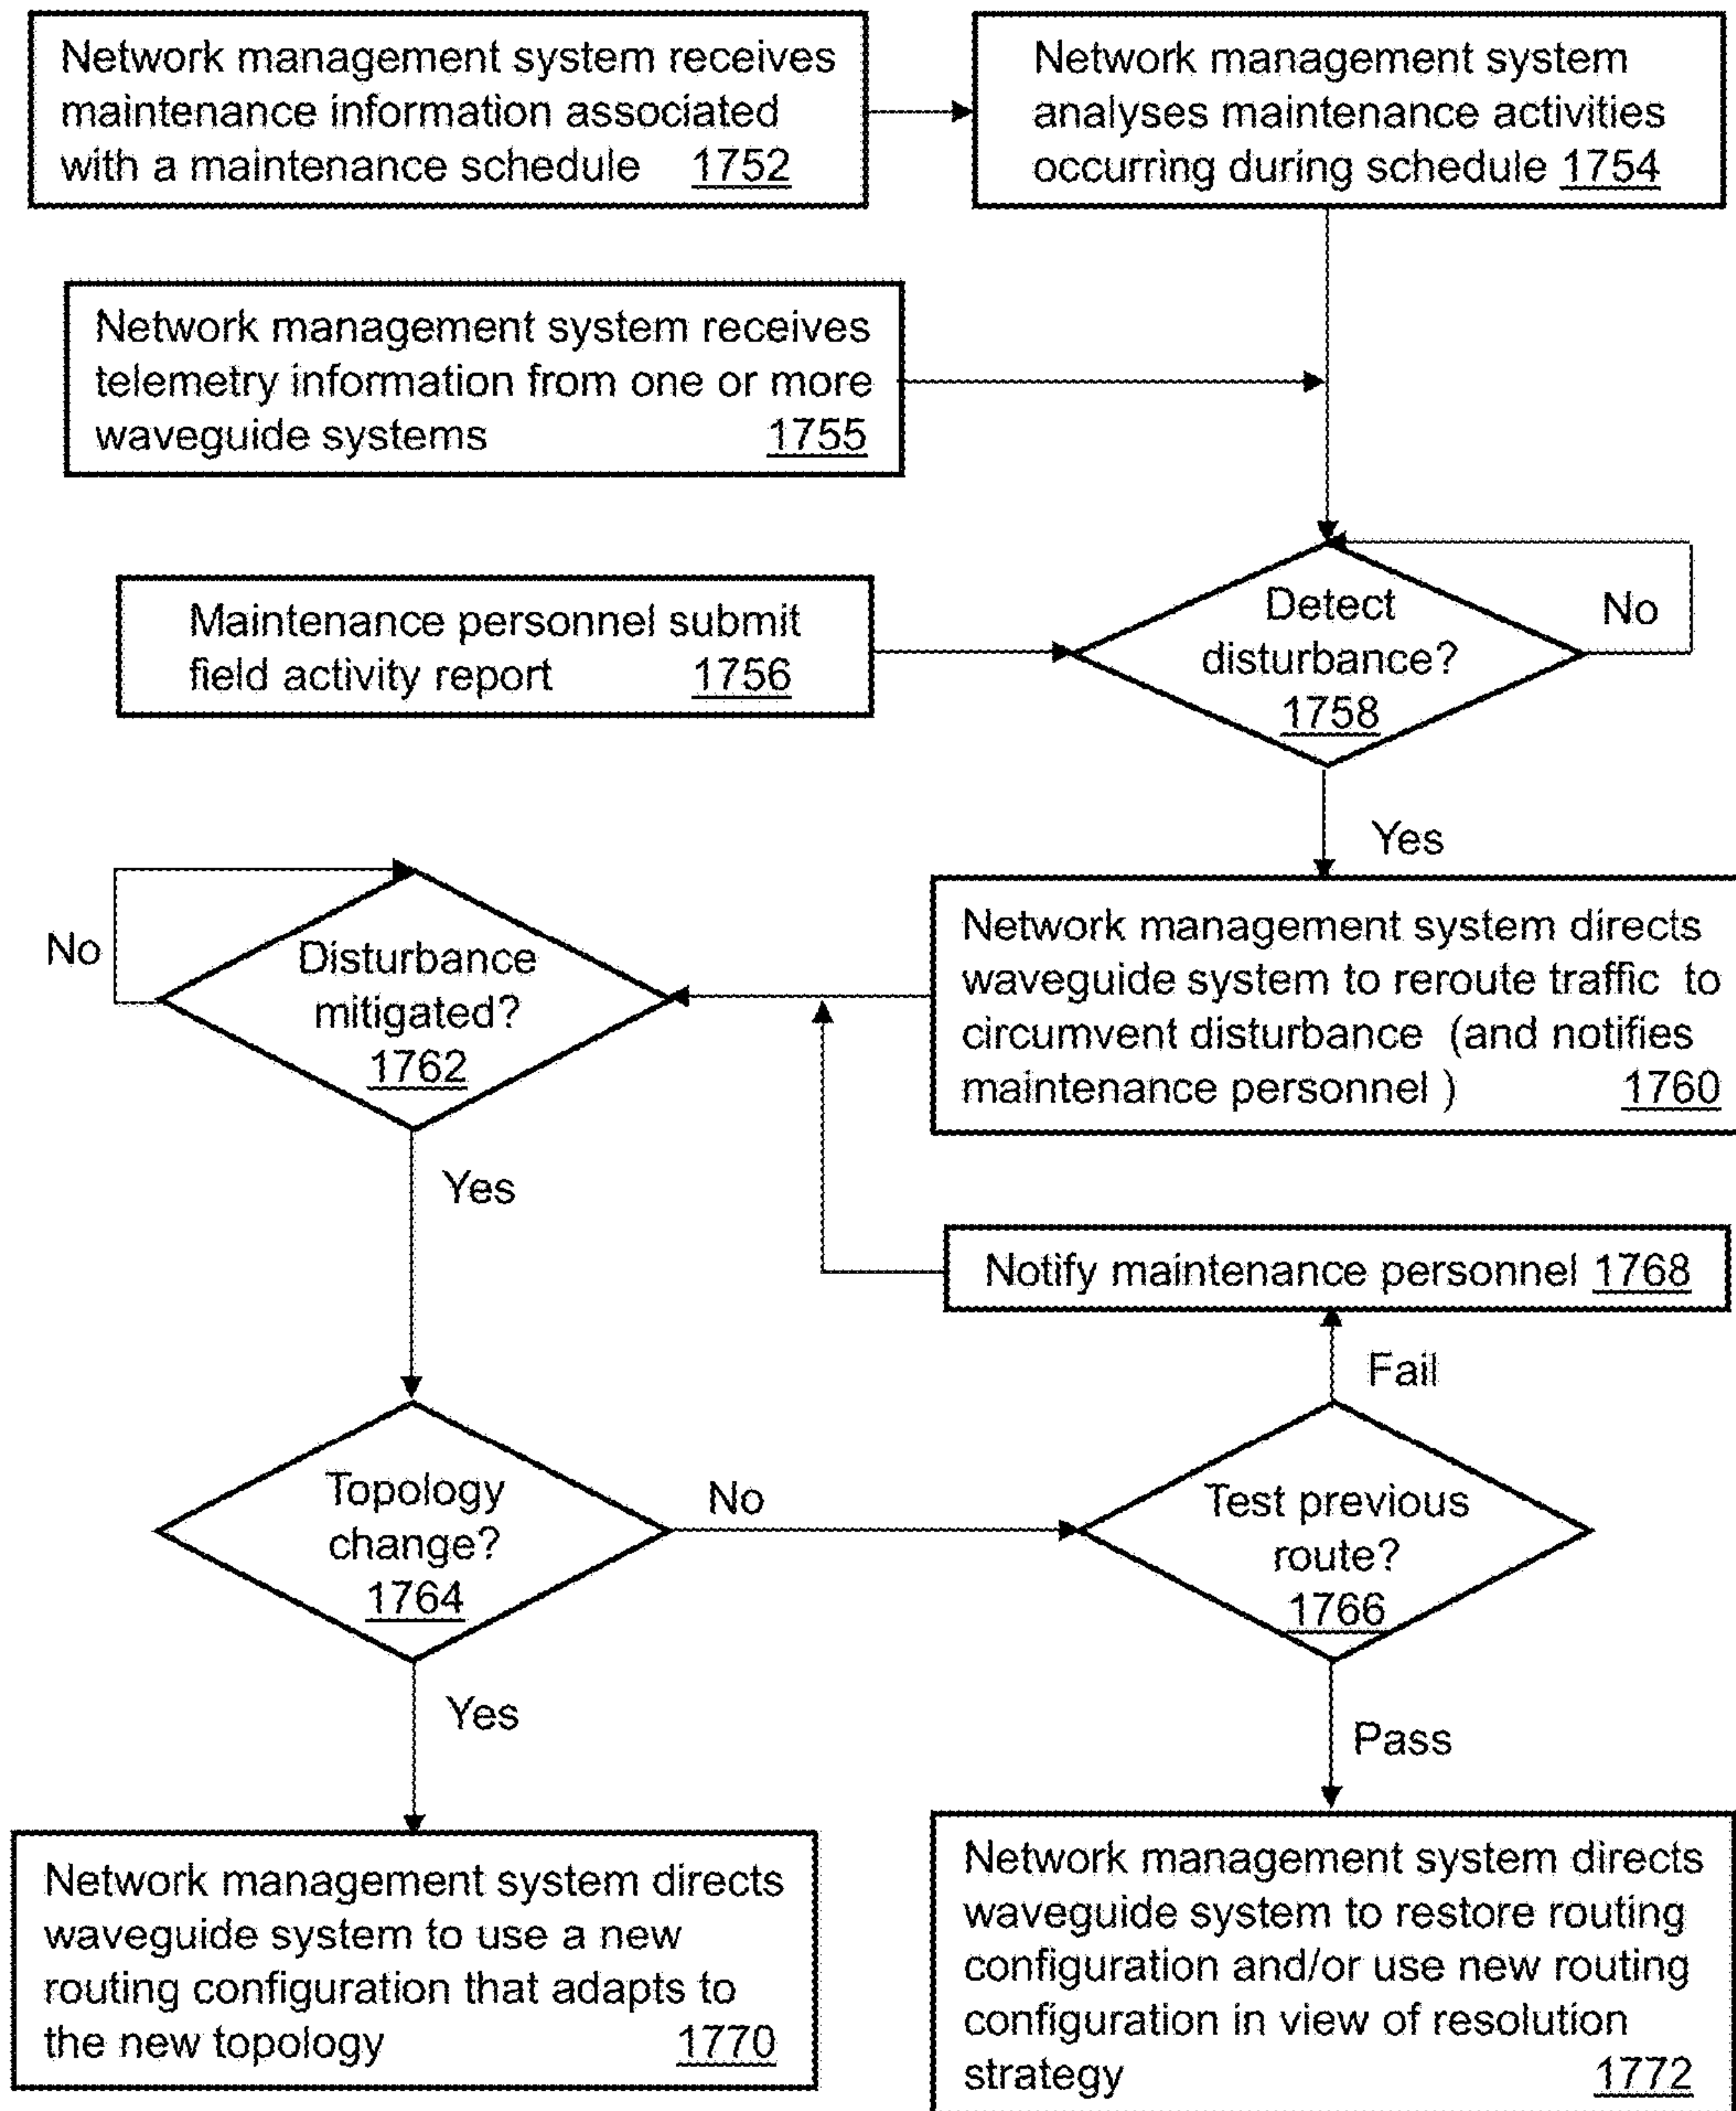 Network management system receives
maintenance information associated
with a maintenance schedule 1752
Network management system
analyses maintenance activities
occurring during schedule 1754
Network management system receives
telemetry information from one or more
waveguide systems 1755
Maintenance personnel submit
field activity report 1756
Detect
disturbance?
1758
No
Yes
Network management system directs
waveguide system to reroute traffic to
circumvent disturbance (and notifies
maintenance personnel ) 1760
Disturbance
mitigated?
1762
No
Yes
Notify maintenance personnel 1768
Fail
Topology
change?
1764
No
Test previous
route?
1766
Yes
Pass
Network management system directs
waveguide system to use a new
routing configuration that adapts to
the new topology 1770
Network management system directs
waveguide system to restore routing
configuration and/or use new routing
configuration in view of resolution
strategy 1772